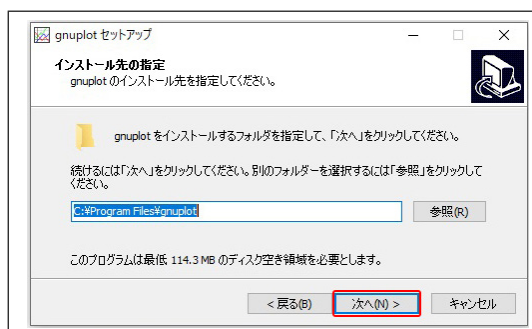 gnuplot セットアップ
インストール先の指定
gnuplot のインストール先を指定してください。
gnuplot をインストールするフォルダを指定して、「次へ」をクリックしてください。
続けるには「次へ」をクリックしてください。別のフォルダーを選択するには「参照」をクリックして
ください。
C:¥Program Files¥gnuplot
参照(R)
このプログラムは最低 114.3 MB のディスク空き領域を必要とします。
< 戻る(B)
次へ(N) >
キャンセル